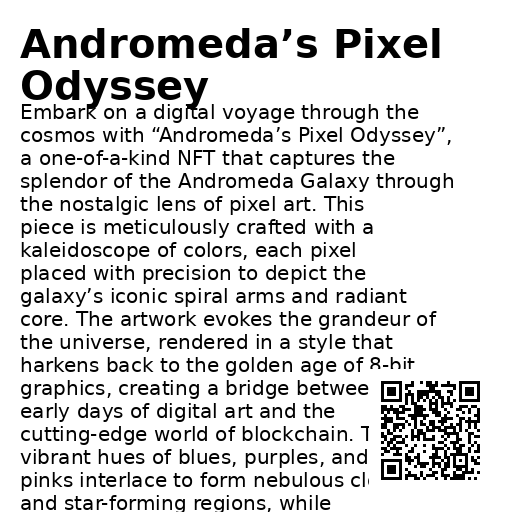 Andromeda’s Pixel
Odyssey
Embark on a digital voyage through the
cosmos with “Andromeda’s Pixel Odyssey”,
a one-of-a-kind NFT that captures the
splendor of the Andromeda Galaxy through
the nostalgic lens of pixel art. This
piece is meticulously crafted with a
kaleidoscope of colors, each pixel
placed with precision to depict the
galaxy’s iconic spiral arms and radiant
core. The artwork evokes the grandeur of
the universe, rendered in a style that
harkens back to the golden age of 8-bit
graphics, creating a bridge betwee
early days of digital art and the
cutting-edge world of blockchain.
vibrant hues of blues, purples, and
pinks interlace to form nebulous
and star-forming regions, while